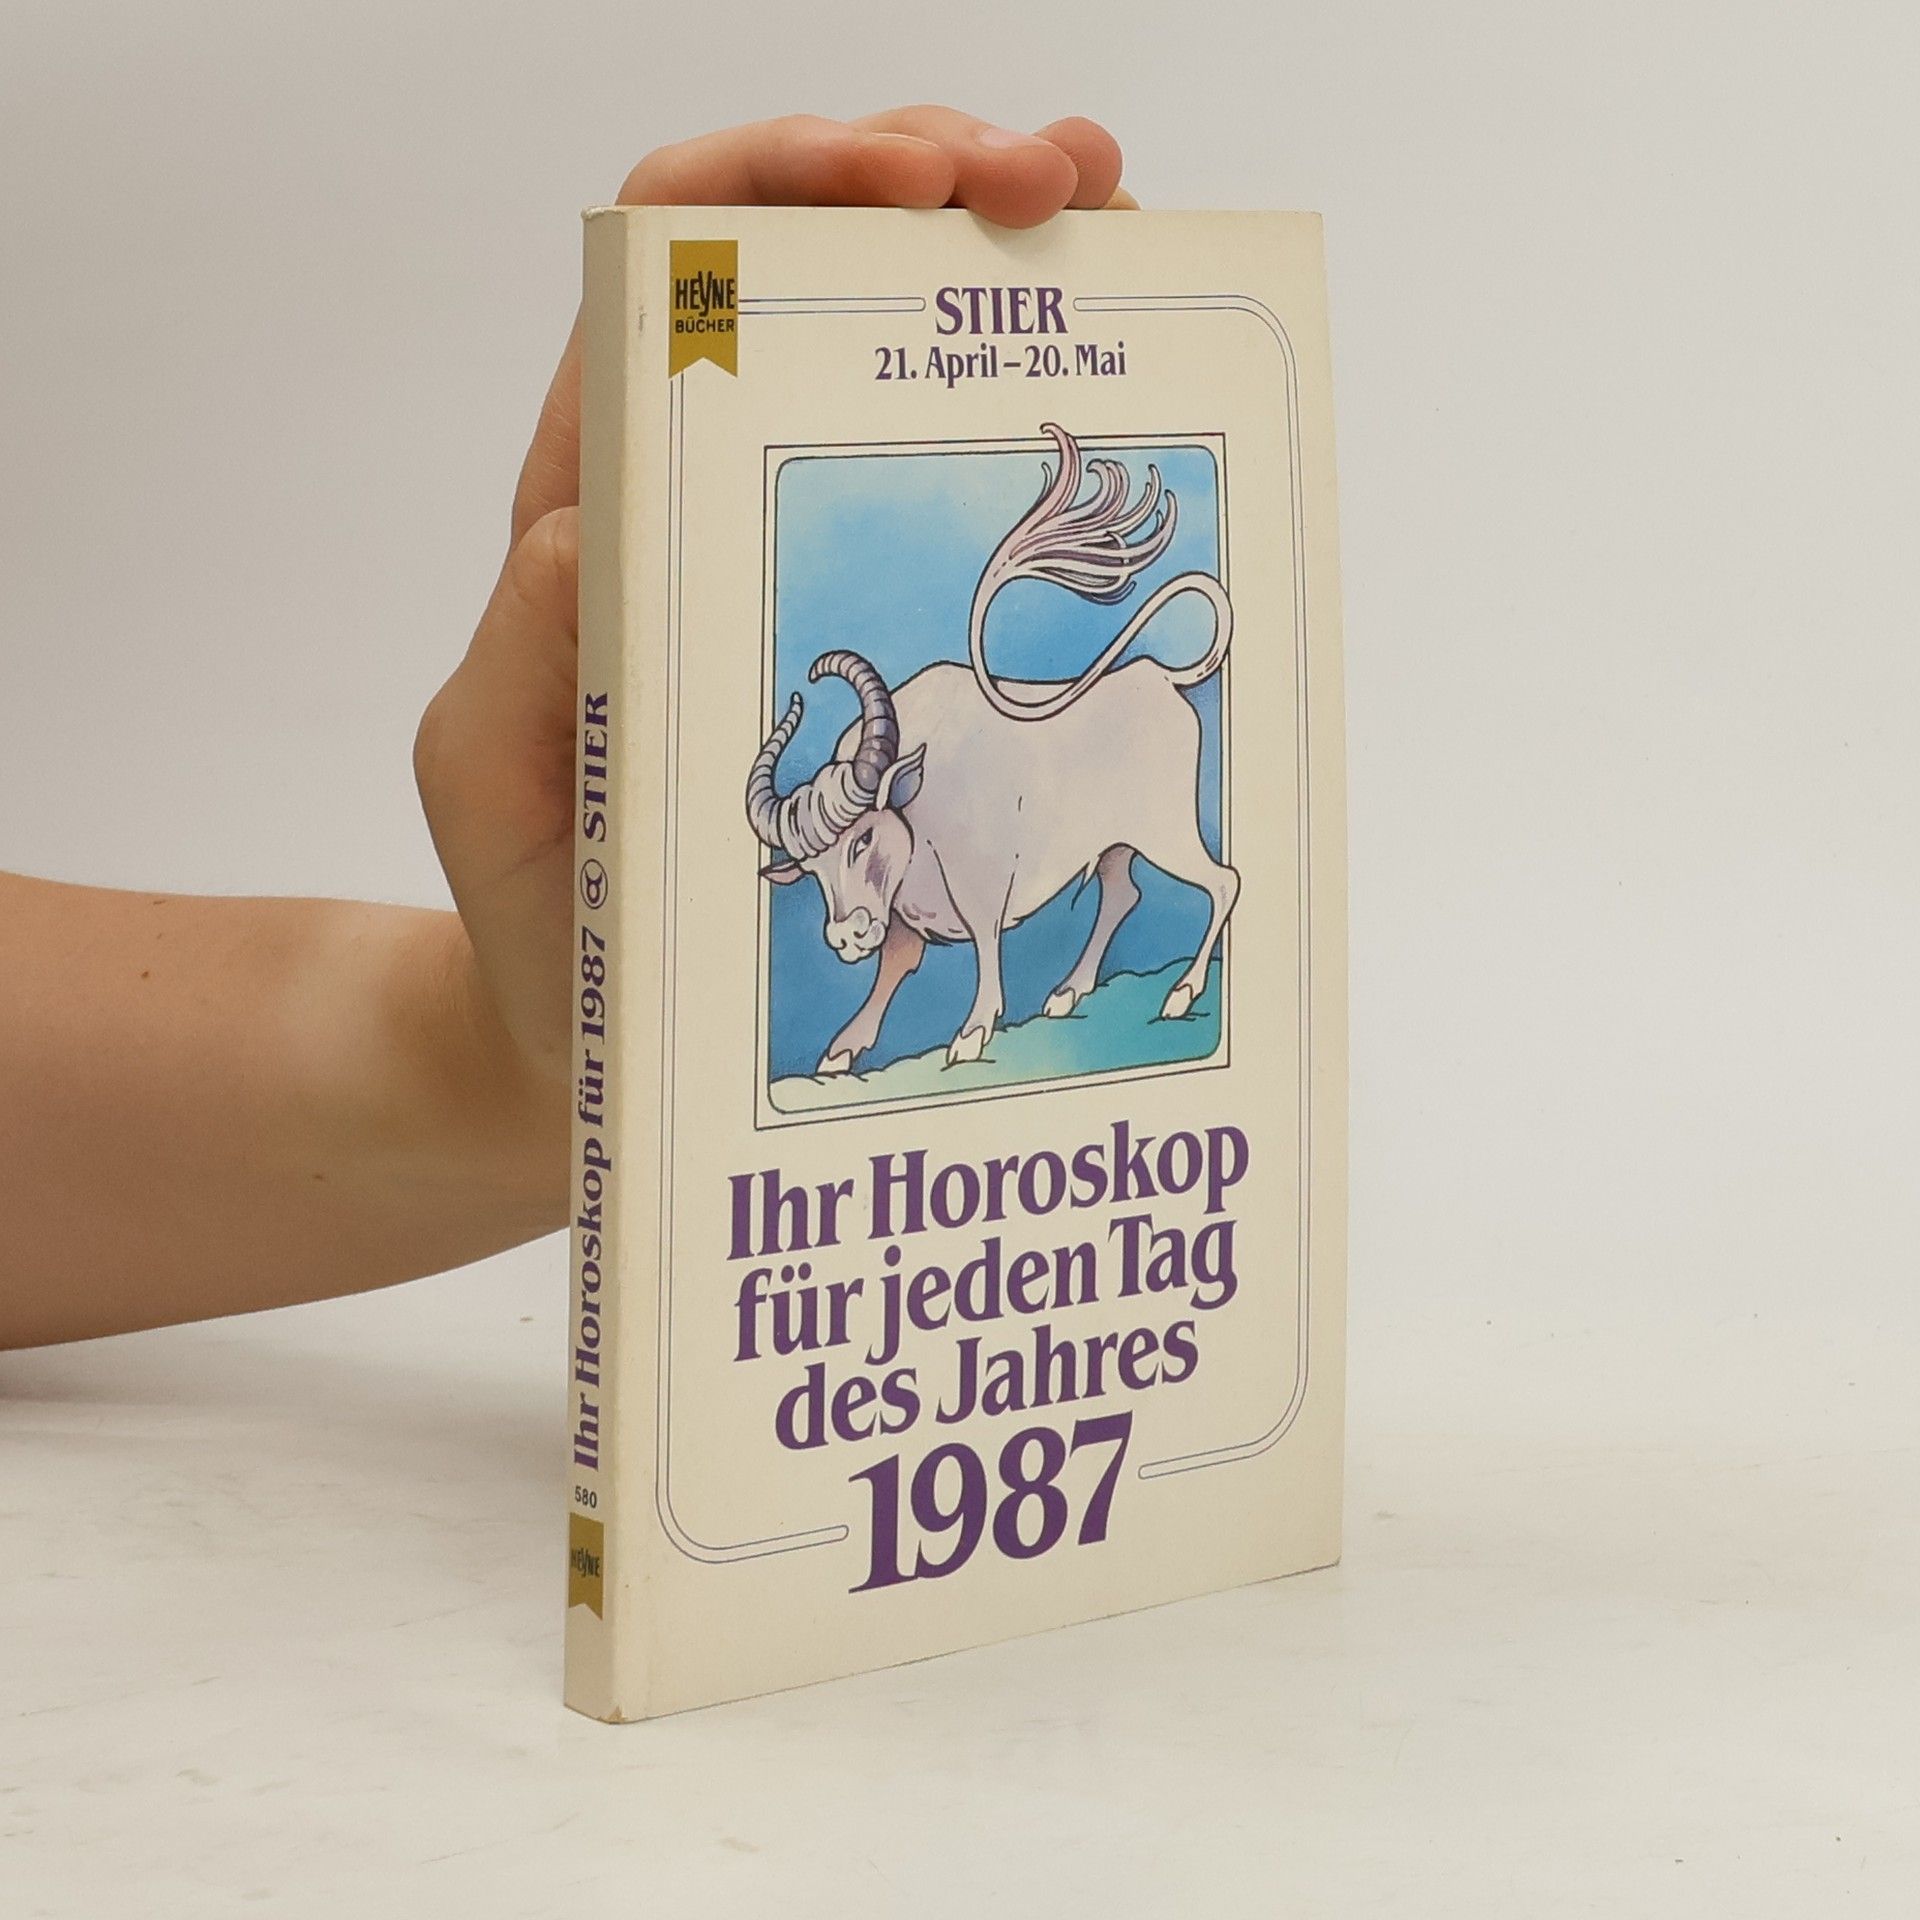 HEYNE
BÜCHER
STIER
21. April – 20. Mai
Ihr Horoskop
für jeden Tag
des Jahres
1987
580 Ihr Horoskop für 1987 ♉ STIER
HEYNE